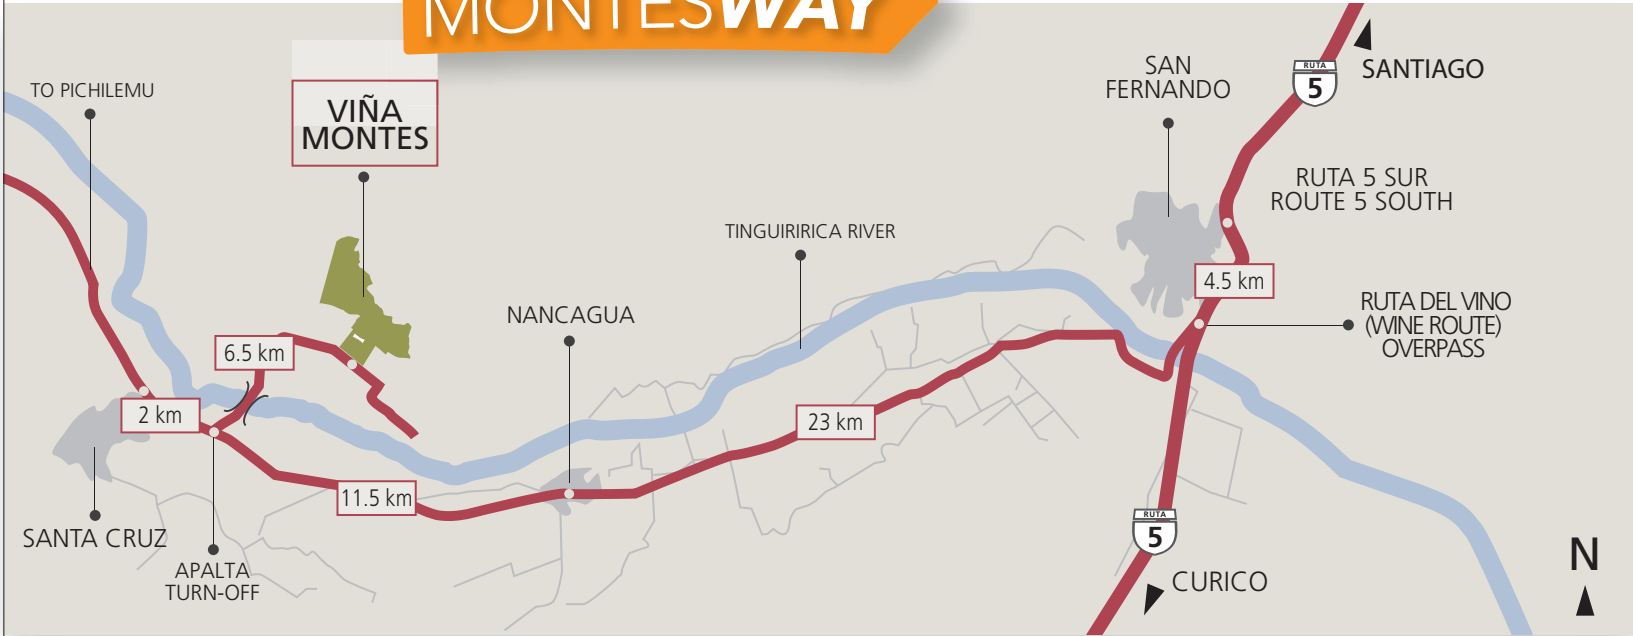 MONTESWAY
TO PICHILEMU
VIÑA
MONTES
SAN
FERNANDO
RUTA
5
SANTIAGO
RUTA 5 SUR
ROUTE 5 SOUTH
TINGUIRIRICA RIVER
4.5 km
NANCAGUA
RUTA DEL VINO
(WINE ROUTE)
OVERPASS
6.5 km
2 km
23 km
11.5 km
SANTA CRUZ
APALTA
TURN-OFF
RUTA
5
CURICO
N